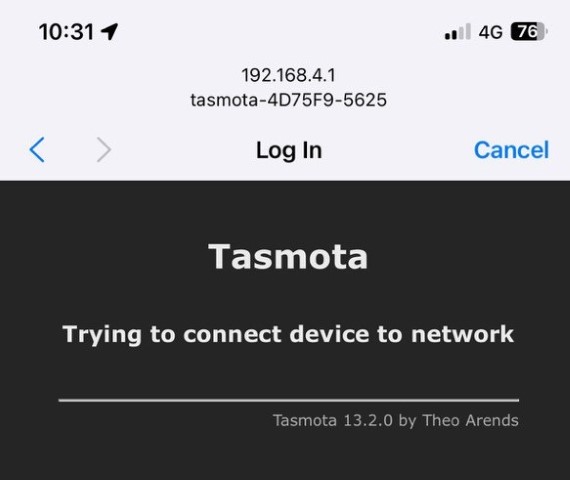 10:31
4G 76
192.168.4.1
tasmota-4D75F9-5625
Log In
Cancel
Tasmota
Trying to connect device to network
Tasmota 13.2.0 by Theo Arends